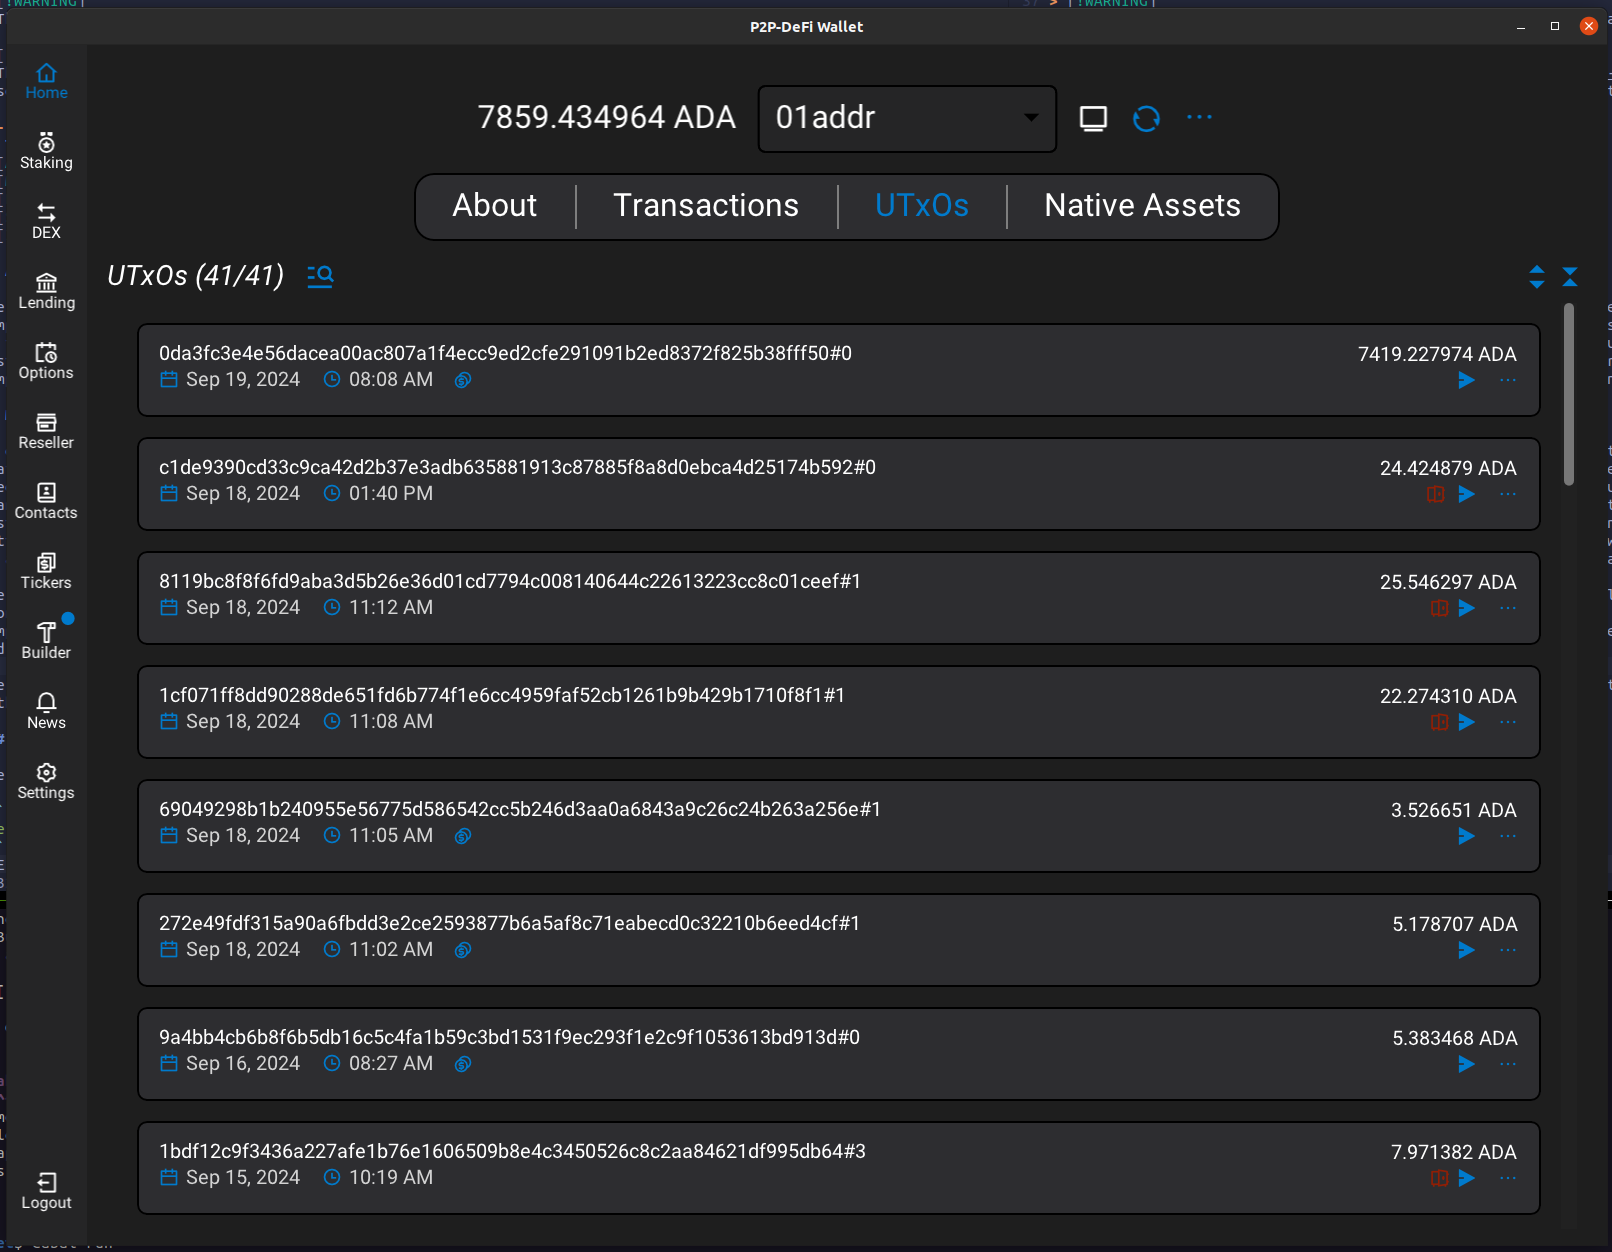 P2P-DeFi Wallet
Home
Staking
DEX
Lending
Options
Reseller
Contacts
Tickers
Builder
News
Settings
Logout
7859.434964 ADA
01addr
About
Transactions
UTxOs
Native Assets
UTxOs (41/41)
0da3fc3e4e56dacea00ac807a1f4ecc9ed2cfe291091b2ed8372f825b38fff50#0
7419.227974 ADA
Sep 19, 2024 08:08 AM
c1de9390cd33c9ca42d2b37e3adb635881913c87885f8a8d0ebca4d25174b592#0
24.424879 ADA
Sep 18, 2024 01:40 PM
8119bc8f8f6fd9aba3d5b26e36d01cd7794c008140644c22613223cc8c01ceef#1
25.546297 ADA
Sep 18, 2024 11:12 AM
1cf071ff8dd90288de651fd6b774f1e6cc4959faf52cb1261b9b429b1710f8f1#1
22.274310 ADA
Sep 18, 2024 11:08 AM
69049298b1b240955e56775d586542cc5b246d3aa0a6843a9c26c24b263a256e#1
3.526651 ADA
Sep 18, 2024 11:05 AM
272e49fdf315a90a6fbdd3e2ce2593877b6a5af8c71eabecd0c32210b6eed4cf#1
5.178707 ADA
Sep 18, 2024 11:02 AM
9a4bb4cb6b8f6b5db16c5c4fa1b59c3bd1531f9ec293f1e2c9f1053613bd913d#0
5.383468 ADA
Sep 16, 2024 08:27 AM
1bdf12c9f3436a227afe1b76e1606509b8e4c3450526c8c2aa84621df995db64#3
7.971382 ADA
Sep 15, 2024 10:19 AM